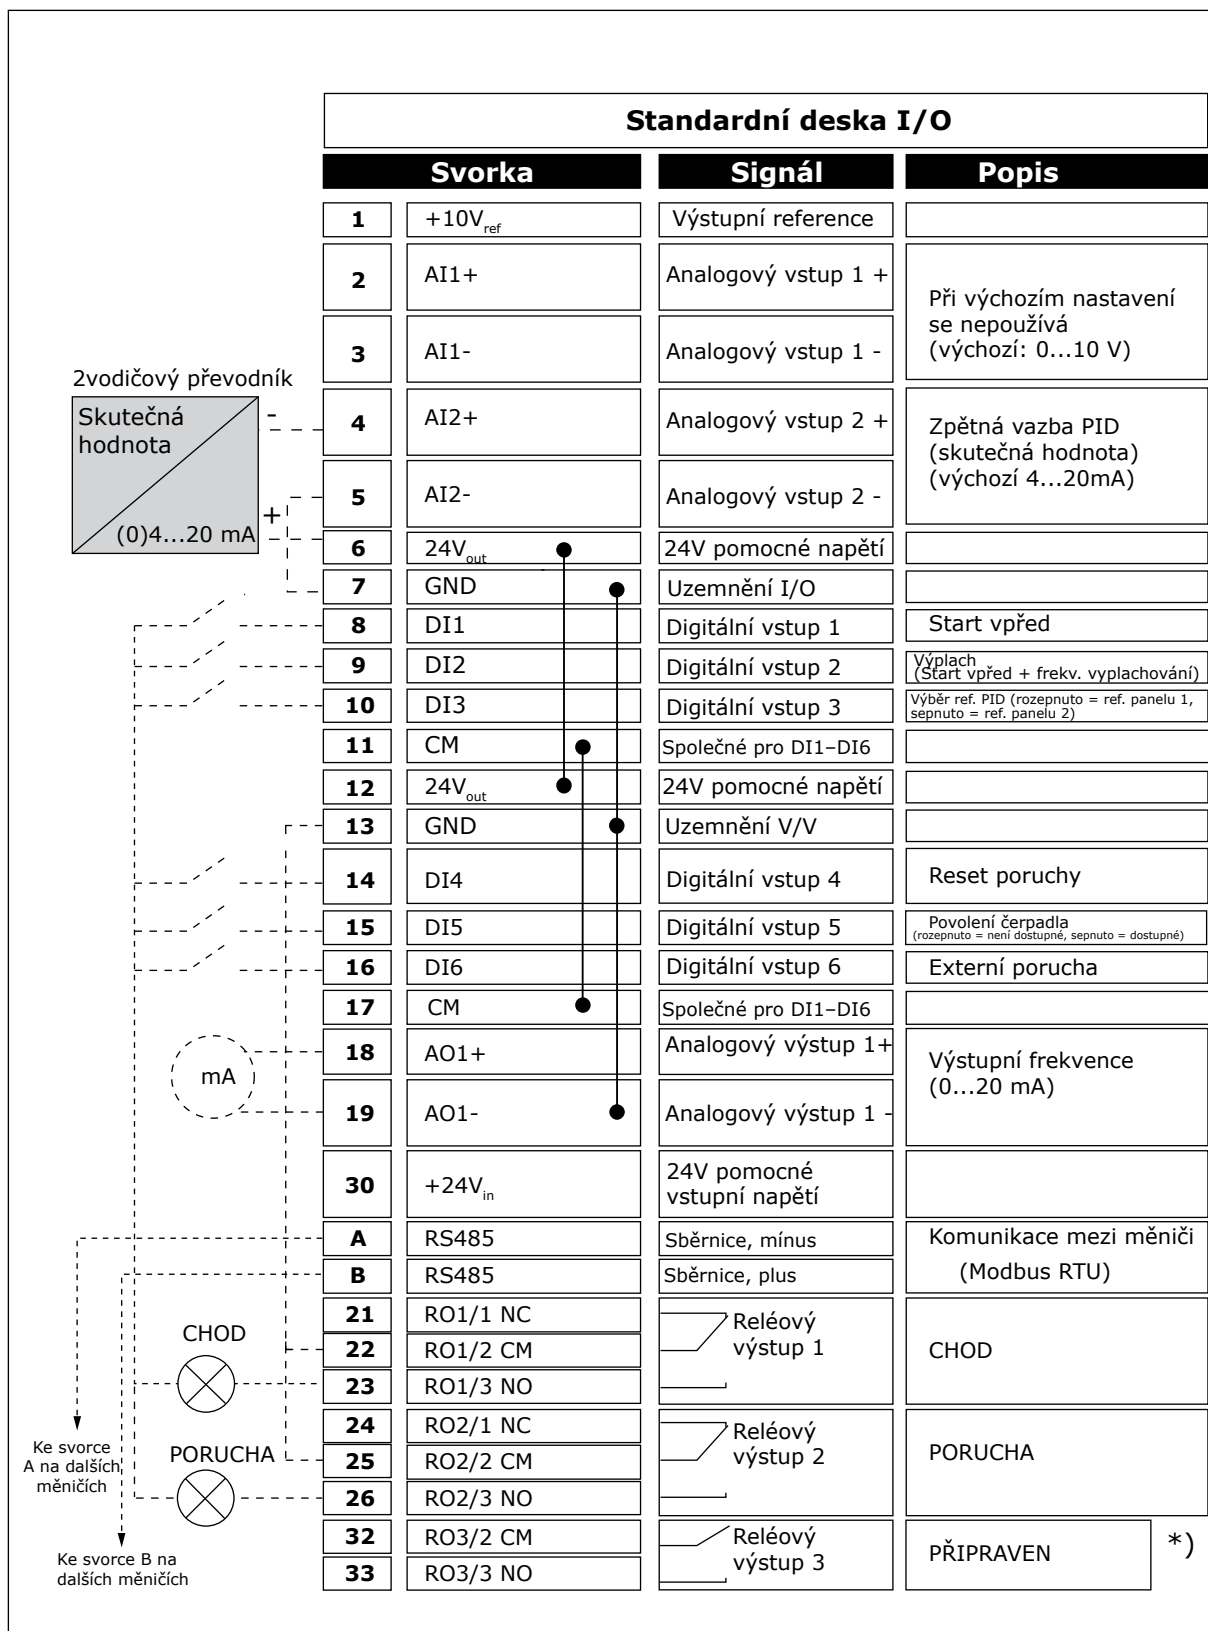 Standardní deska I/O
Svorka Signál Popis
1 +10Vref Výstupní reference
2 AI1+ Analogový vstup 1 +
Při výchozím nastavení
se nepoužívá
(výchozí: 0...10 V)
3 AI1- Analogový vstup 1 -
2vodičový převodník
Skutečná
hodnota
-
+
(0)4...20 mA
4 AI2+ Analogový vstup 2 +
Zpětná vazba PID
(skutečná hodnota)
(výchozí 4...20mA)
5 AI2- Analogový vstup 2 -
6 24Vout 24V pomocné napětí
7 GND Uzemnění I/O
8 DI1 Digitální vstup 1 Start vpřed
9 DI2 Digitální vstup 2 Výplach
(Start vpřed + frekv. vyplachování)
10 DI3 Digitální vstup 3 Výběr ref. PID (rozepnuto = ref. panelu 1,
sepnuto = ref. panelu 2)
11 CM Společné pro DI1–DI6
12 24Vout 24V pomocné napětí
13 GND Uzemnění V/V
14 DI4 Digitální vstup 4 Reset poruchy
15 DI5 Digitální vstup 5 Povolení čerpadla
(rozepnuto = není dostupné, sepnuto = dostupné)
16 DI6 Digitální vstup 6 Externí porucha
17 CM Společné pro DI1–DI6
mA
18 AO1+ Analogový výstup 1+
Výstupní frekvence
(0...20 mA)
19 AO1- Analogový výstup 1 -
30 +24Vin 24V pomocné
vstupní napětí
A RS485 Sběrnice, mínus Komunikace mezi měniči
B RS485 Sběrnice, plus (Modbus RTU)
21 RO1/1 NC Reléový
výstup 1
CHOD
22 RO1/2 CM CHOD
23 RO1/3 NO
24 RO2/1 NC Reléový
výstup 2
Ke svorce
A na dalších
měničích
PORUCHA
25 RO2/2 CM PORUCHA
26 RO2/3 NO
32 RO3/2 CM Reléový
výstup 3
PŘIPRAVEN *)
Ke svorce B na
dalších měničích
33 RO3/3 NO